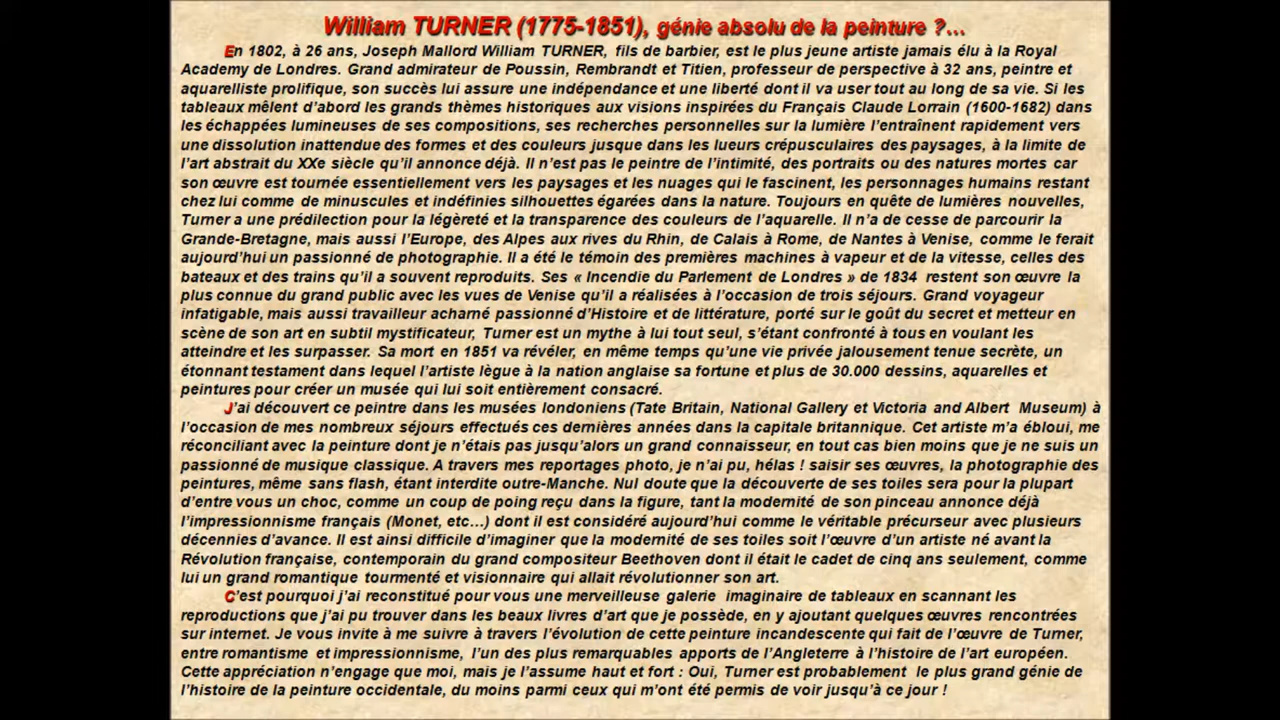 William TURNER (1775-1851), génie absolu de la peinture ?...
En 1802, à 26 ans, Joseph Mallord William TURNER, fils de barbier, est le plus jeune artiste jamais élu à la Royal
Academy de Londres. Grand admirateur de Poussin, Rembrandt et Titien, professeur de perspective à 32 ans, peintre et
aquarelliste prolifique, son succès lui assure une indépendance et une liberté dont il va user tout au long de sa vie. Si les
tableaux mêlent d'abord les grands thèmes historiques aux visions inspirées du Français Claude Lorrain (1600-1682) dans
les échappées lumineuses de ses compositions, ses recherches personnelles sur la lumière l'entraînent rapidement vers
une dissolution inattendue des formes et des couleurs jusque dans les lueurs crépusculaires des paysages, à la limite de
l'art abstrait du XXe siècle qu'il annonce déjà. Il n'est pas le peintre de l'intimité, des portraits ou des natures mortes car
son œuvre est tournée essentiellement vers les paysages et les nuages qui le fascinent, les personnages humains restant
chez lui comme de minuscules et indéfinies silhouettes égarées dans la nature. Toujours en quête de lumières nouvelles,
Turner a une prédilection pour la légèreté et la transparence des couleurs de l'aquarelle. Il n'a de cesse de parcourir la
Grande-Bretagne, mais aussi l'Europe, des Alpes aux rives du Rhin, de Calais à Rome, de Nantes à Venise, comme le ferait
aujourd'hui un passionné de photographie. Il a été le témoin des premières machines à vapeur et de la vitesse, celles des
bateaux et des trains qu'il a souvent reproduits. Ses « Incendie du Parlement de Londres » de 1834 restent son œuvre la
plus connue du grand public avec les vues de Venise qu'il a réalisées à l'occasion de trois séjours. Grand voyageur
infatigable, mais aussi travailleur acharné passionné d'Histoire et de littérature, porté sur le goût du secret et metteur en
scène de son art en subtil mystificateur, Turner est un mythe à lui tout seul, s'étant confronté à tous en voulant les
atteindre et les surpasser. Sa mort en 1851 va révéler, en même temps qu'une vie privée jalousement tenue secrète, un
étonnant testament dans lequel l'artiste lègue à la nation anglaise sa fortune et plus de 30.000 dessins, aquarelles et
peintures pour créer un musée qui lui soit entièrement consacré.
J'ai découvert ce peintre dans les musées londoniens (Tate Britain, National Gallery et Victoria and Albert Museum) à
l'occasion de mes nombreux séjours effectués ces dernières années dans la capitale britannique. Cet artiste m'a ébloui, me
réconciliant avec la peinture dont je n'étais pas jusqu'alors un grand connaisseur, en tout cas bien moins que je ne suis un
passionné de musique classique. A travers mes reportages photo, je n'ai pu, hélas ! saisir ses œuvres, la photographie des
peintures, même sans flash, étant interdite outre-Manche. Nul doute que la découverte de ses toiles sera pour la plupart
d'entre vous un choc, comme un coup de poing reçu dans la figure, tant la modernité de son pinceau annonce déjà
l'impressionnisme français (Monet, etc...) dont il est considéré aujourd'hui comme le véritable précurseur avec plusieurs
décennies d'avance. Il est ainsi difficile d'imaginer que la modernité de ses toiles soit l'œuvre d'un artiste né avant la
Révolution française, contemporain du grand compositeur Beethoven dont il était le cadet de cinq ans seulement, comme
lui un grand romantique tourmenté et visionnaire qui allait révolutionner son art.
C'est pourquoi j'ai reconstitué pour vous une merveilleuse galerie imaginaire de tableaux en scannant les
reproductions que j'ai pu trouver dans les beaux livres d'art que je possède, en y ajoutant quelques œuvres rencontrées
sur internet. Je vous invite à me suivre à travers l'évolution de cette peinture incandescente qui fait de l'œuvre de Turner,
entre romantisme et impressionnisme, l'un des plus remarquables apports de l'Angleterre à l'histoire de l'art européen.
Cette appréciation n'engage que moi, mais je l'assume haut et fort : Oui, Turner est probablement le plus grand génie de
l'histoire de la peinture occidentale, du moins parmi ceux qui m'ont été permis de voir jusqu'à ce jour !